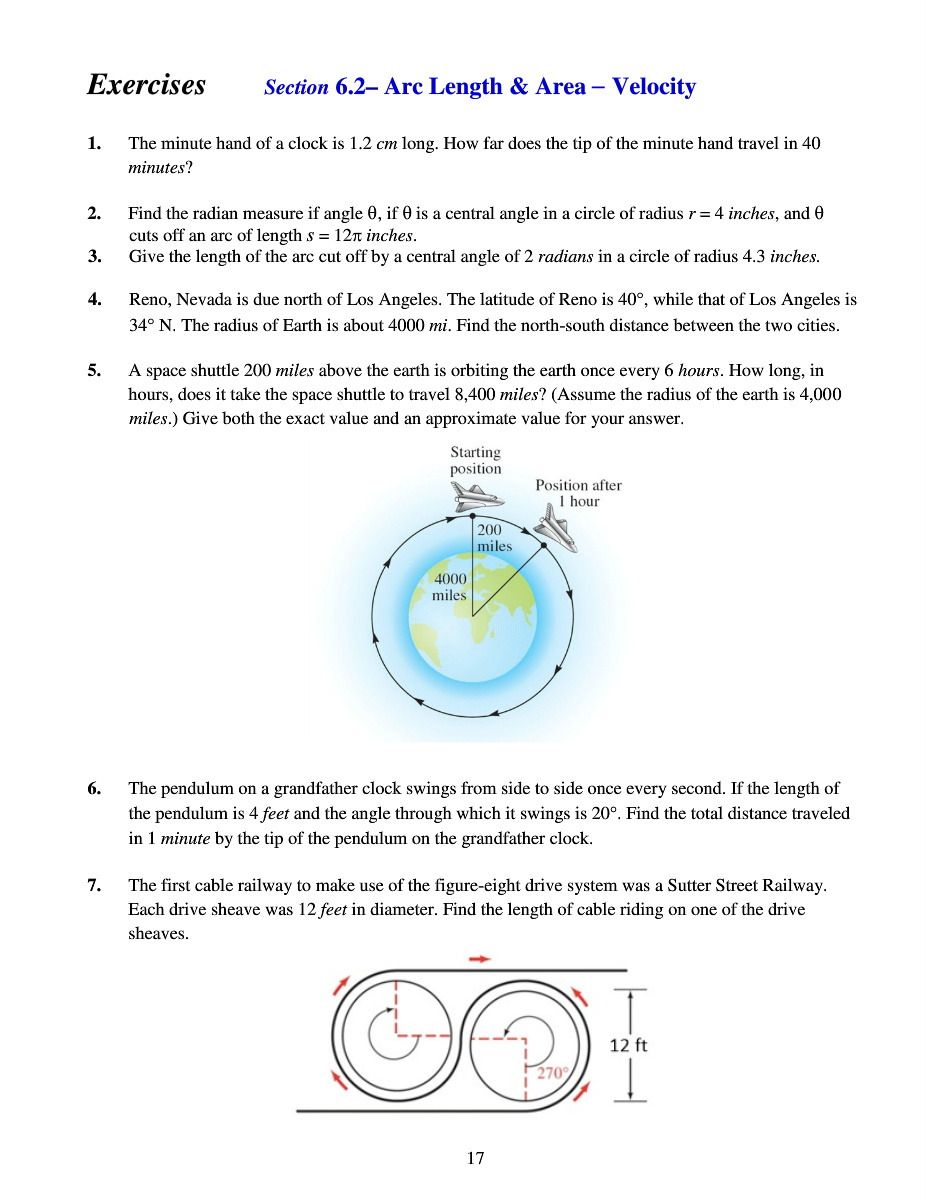 Exercises Section 6.2– Arc Length & Area – Velocity
1. The minute hand of a clock is 1.2 cm long. How far does the tip of the minute hand travel in 40
minutes?
2. Find the radian measure if angle θ, if θ is a central angle in a circle of radius r = 4 inches, and θ
cuts off an arc of length s = 12π inches.
3. Give the length of the arc cut off by a central angle of 2 radians in a circle of radius 4.3 inches.
4. Reno, Nevada is due north of Los Angeles. The latitude of Reno is 40°, while that of Los Angeles is
34° N. The radius of Earth is about 4000 mi. Find the north-south distance between the two cities.
5. A space shuttle 200 miles above the earth is orbiting the earth once every 6 hours. How long, in
hours, does it take the space shuttle to travel 8,400 miles? (Assume the radius of the earth is 4,000
miles.) Give both the exact value and an approximate value for your answer.
Starting
position
Position after
1 hour
200
miles
4000
miles
6. The pendulum on a grandfather clock swings from side to side once every second. If the length of
the pendulum is 4 feet and the angle through which it swings is 20°. Find the total distance traveled
in 1 minute by the tip of the pendulum on the grandfather clock.
7. The first cable railway to make use of the figure-eight drive system was a Sutter Street Railway.
Each drive sheave was 12 feet in diameter. Find the length of cable riding on one of the drive
sheaves.
12 ft
270°
17